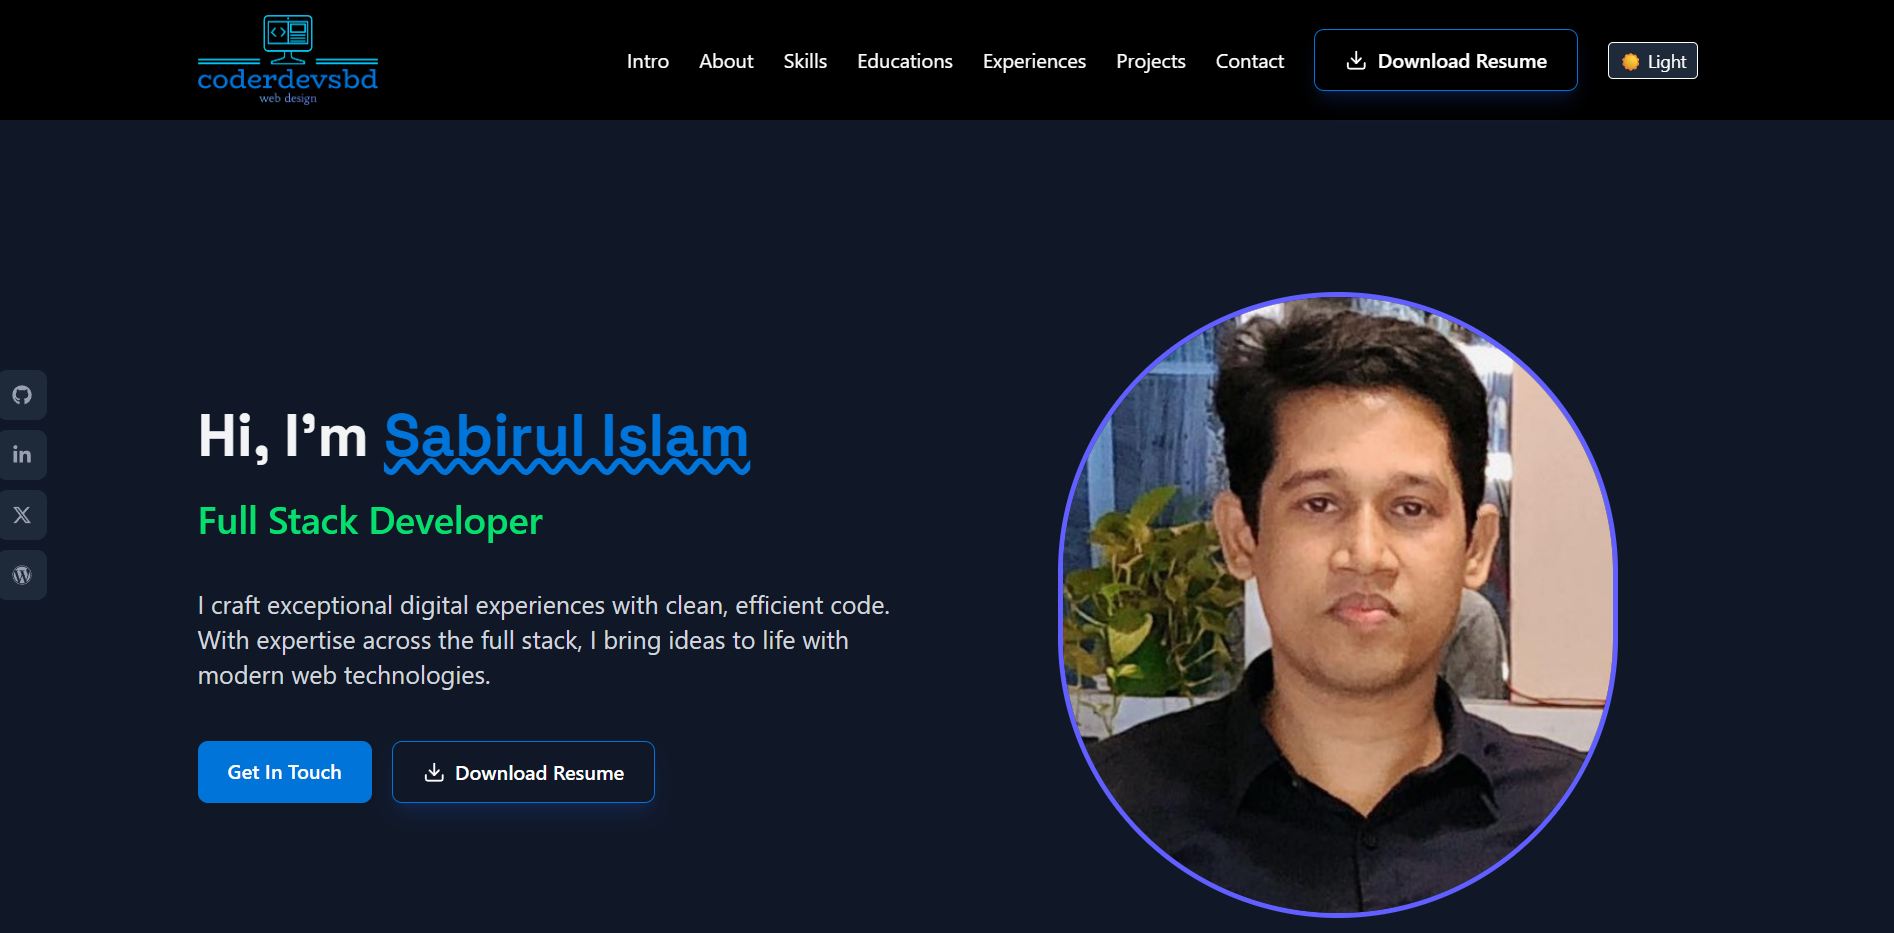 coderdevsbd
web design
Intro About Skills Educations Experiences Projects Contact Download Resume Light
Hi, I’m Sabirul Islam
Full Stack Developer
I craft exceptional digital experiences with clean, efficient code.
With expertise across the full stack, I bring ideas to life with
modern web technologies.
Get In Touch Download Resume